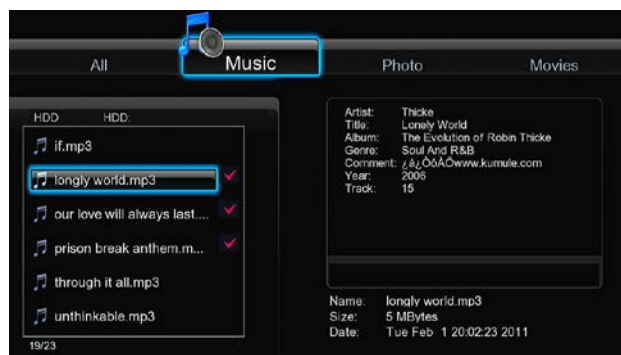 All Music Photo Movies
HDD HDD:
if.mp3
longly world.mp3
our love will always last....
prison break anthem.m...
through it all.mp3
unthinkable.mp3
19/23
Artist: Thicke
Title: Lonely World
Album: The Evolution of Robin Thicke
Genre: Soul And R&B
Comment: ¿á¿ÖõÀÖwww.kumule.com
Year: 2006
Track: 15
Name: longly world.mp3
Size: 5 MBytes
Date: Tue Feb 1 20:02:23 2011